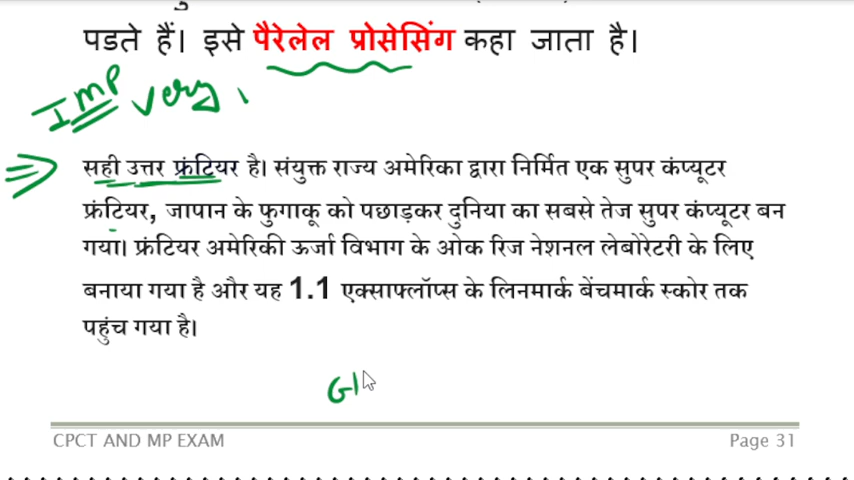 पडते हैं। इसे पैरेलेल प्रोसेसिंग कहा जाता है।
IMP very
सही उत्तर फ्रंटियर है। संयुक्त राज्य अमेरिका द्वारा निर्मित एक सुपर कंप्यूटर
फ्रंटियर, जापान के फुगाकू को पछाड़कर दुनिया का सबसे तेज सुपर कंप्यूटर बन
गया। फ्रंटियर अमेरिकी ऊर्जा विभाग के ओक रिज नेशनल लेबोरेटरी के लिए
बनाया गया है और यह 1.1 एक्साफ्लॉप्स के लिनमार्क बेंचमार्क स्कोर तक
पहुंच गया है।
CPCT AND MP EXAM Page 31